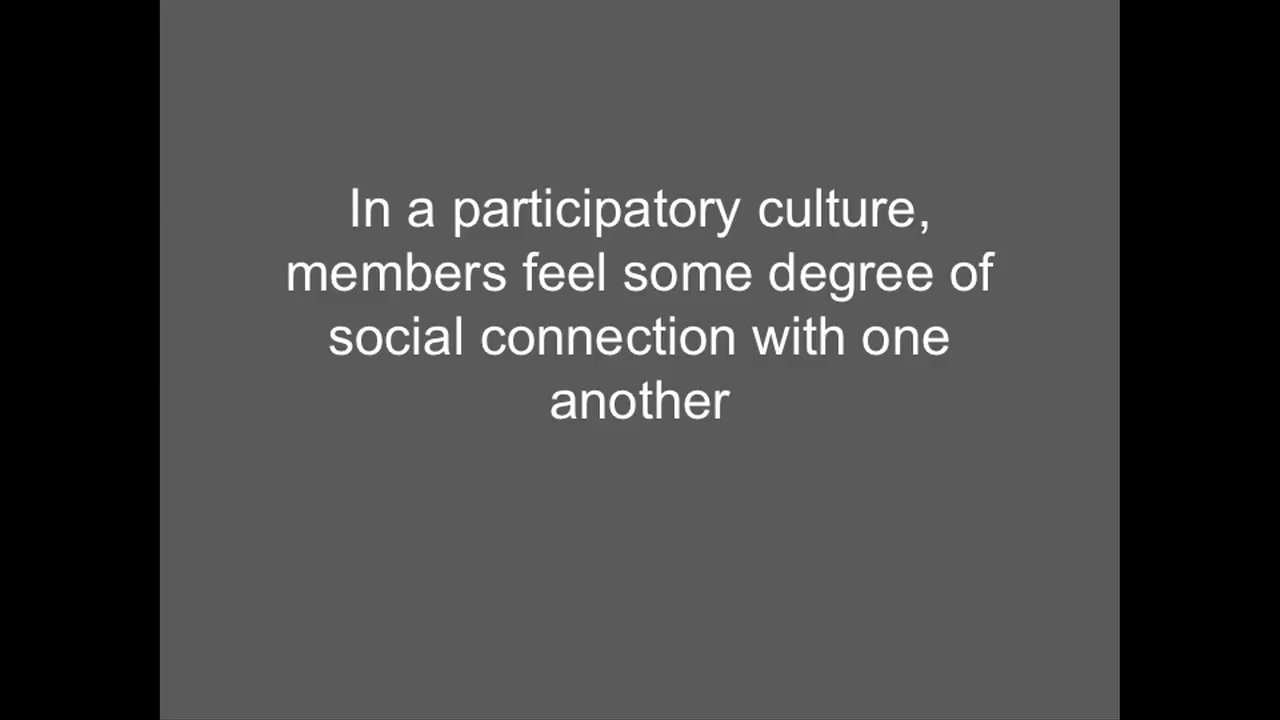 In a participatory culture,
members feel some degree of
social connection with one
another